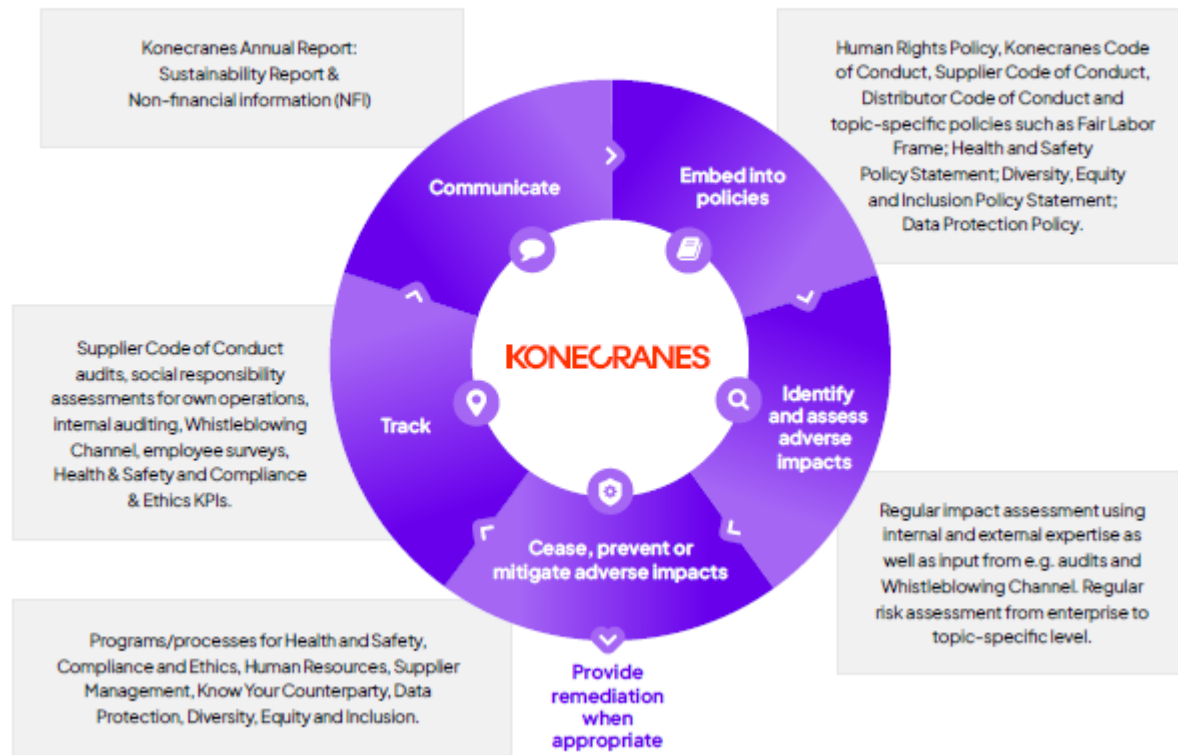 Konecranes Annual Report:
Sustainability Report &
Non-financial information (NFI)
Human Rights Policy, Konecranes Code
of Conduct, Supplier Code of Conduct,
Distributor Code of Conduct and
topic-specific policies such as Fair Labor
Frame; Health and Safety
Policy Statement; Diversity, Equity
and Inclusion Policy Statement;
Data Protection Policy.
Communicate
Embed into
policies
KONECRANES
Supplier Code of Conduct
audits, social responsibility
assessments for own operations,
internal auditing, Whistleblowing
Channel, employee surveys,
Health & Safety and Compliance
& Ethics KPIs.
Track
Identify
and assess
adverse
impacts
Cease, prevent or
mitigate adverse impacts
Regular impact assessment using
internal and external expertise as
well as input from e.g. audits and
Whistleblowing Channel. Regular
risk assessment from enterprise to
topic-specific level.
Programs/processes for Health and Safety,
Compliance and Ethics, Human Resources, Supplier
Management, Know Your Counterparty, Data
Protection, Diversity, Equity and Inclusion.
Provide
remediation
when
appropriate